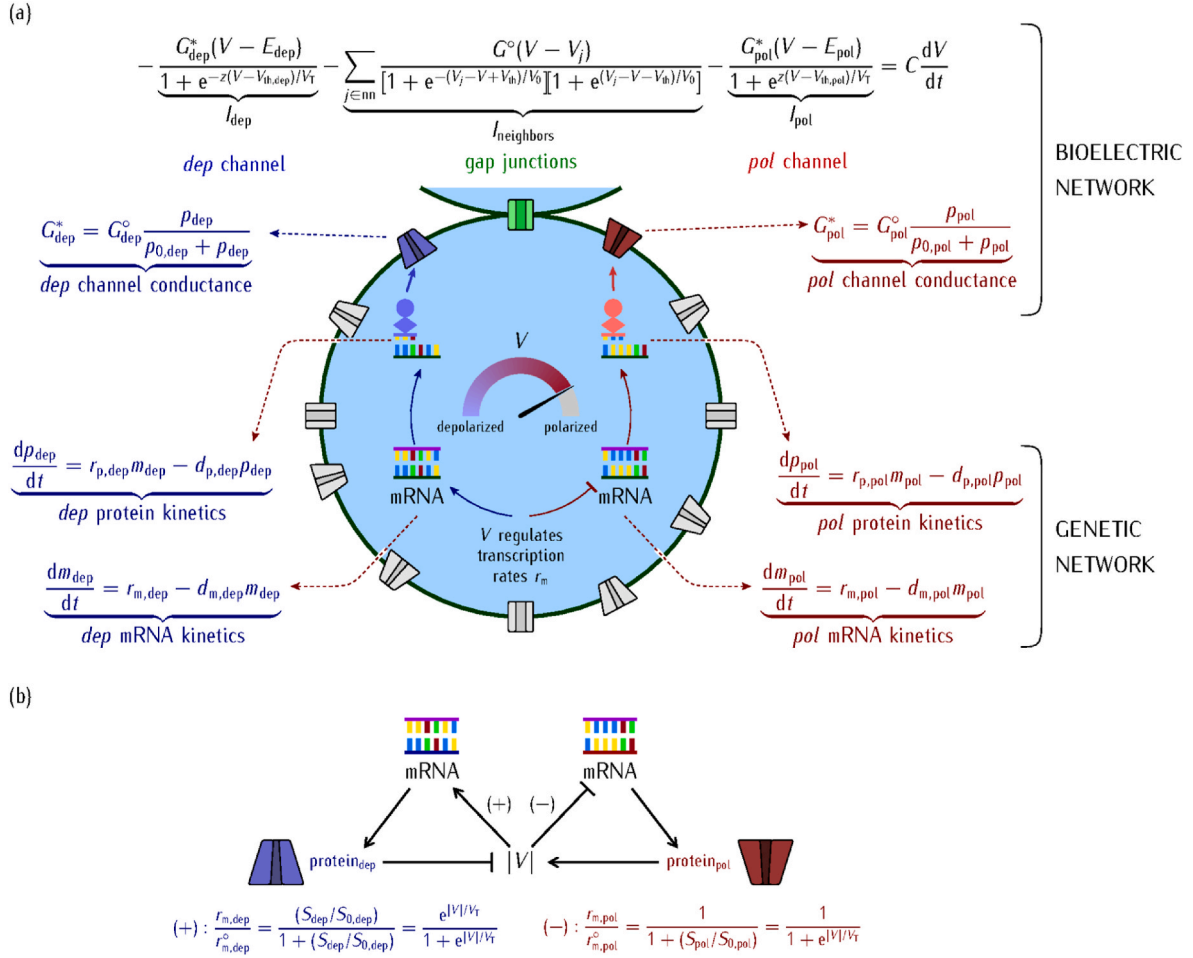 (a)
− G*dep(V − Edep) / (1 + e^(−z(V−Vth,dep)/VT)) − ∑j∈nn G°(V − Vj) / ([1 + e^(−(Vj−V+Vth)/V0)][1 + e^((Vj−V−Vth)/V0)]) − G*pol(V − Epol) / (1 + e^(z(V−Vth,pol)/VT)) = C dV/dt
Idep Ineighbors Ipol
dep channel gap junctions pol channel
BIOELECTRIC
NETWORK
G*dep = G°dep pdep / (p0,dep + pdep)
dep channel conductance
G*pol = G°pol ppol / (p0,pol + ppol)
pol channel conductance
V
depolarized polarized
dpdep/dt = rp,dep mdep − dp,dep pdep
dep protein kinetics
mRNA mRNA
dppol/dt = rp,pol mpol − dp,pol ppol
pol protein kinetics
V regulates
transcription
rates rm
GENETIC
NETWORK
dmdep/dt = rm,dep − dm,dep mdep
dep mRNA kinetics
dmpol/dt = rm,pol − dm,pol mpol
pol mRNA kinetics
(b)
mRNA mRNA
(+) (−)
proteindep |V| proteinpol
(+) : rm,dep / r°m,dep = (Sdep/S0,dep) / (1 + (Sdep/S0,dep)) = e^(|V|/VT) / (1 + e^(|V|/VT))
(−) : rm,pol / r°m,pol = 1 / (1 + (Spol/S0,pol)) = 1 / (1 + e^(|V|/VT))